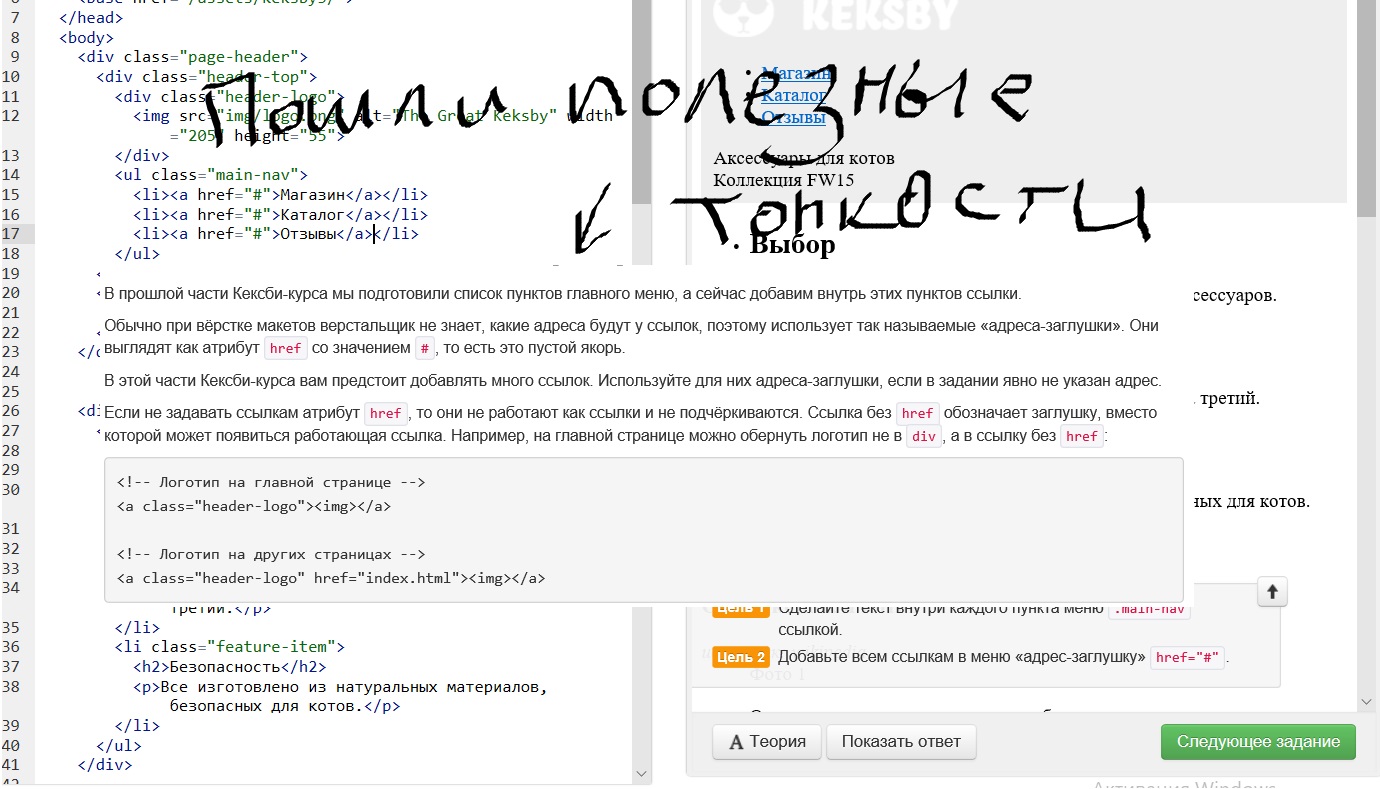 6 <base href="/assets/keksby5/">
7 </head>
8 <body>
9 <div class="page-header">
10 <div class="header-top">
11 <div class="header-logo">
12 <img src="img/logo.png" alt="The Great Keksby" width
="205" height="55">
13 </div>
14 <ul class="main-nav">
15 <li><a href="#">Магазин</a></li>
16 <li><a href="#">Каталог</a></li>
17 <li><a href="#">Отзывы</a></li>
18 </ul>
19 <
20 <
21
22 <
23 </
24
25
26 <di
27 <
28
29
30
31
32
33
34
третий.</p>
35 </li>
36 <li class="feature-item">
37 <h2>Безопасность</h2>
38 <p>Все изготовлено из натуральных материалов,
безопасных для котов.</p>
39 </li>
40 </ul>
41 </div>
42
KEKSBY
Магазин
Каталог
Отзывы
Аксессуары для котов
Коллекция FW15
Выбор
Пошли полезные
тонкости
В прошлой части Кексби-курса мы подготовили список пунктов главного меню, а сейчас добавим внутрь этих пунктов ссылки.
Обычно при вёрстке макетов верстальщик не знает, какие адреса будут у ссылок, поэтому использует так называемые «адреса-заглушки». Они
выглядят как атрибут href со значением #, то есть это пустой якорь.
В этой части Кексби-курса вам предстоит добавлять много ссылок. Используйте для них адреса-заглушки, если в задании явно не указан адрес.
Если не задавать ссылкам атрибут href, то они не работают как ссылки и не подчёркиваются. Ссылка без href обозначает заглушку, вместо
которой может появиться работающая ссылка. Например, на главной странице можно обернуть логотип не в div, а в ссылку без href:
<!-- Логотип на главной странице -->
<a class="header-logo"><img></a>
<!-- Логотип на других страницах -->
<a class="header-logo" href="index.html"><img></a>
сессуаров.
третий.
ных для котов.
Цель 1 Сделайте текст внутри каждого пункта меню .main-nav
ссылкой.
Цель 2 Добавьте всем ссылкам в меню «адрес-заглушку» href="#".
Фото 1
Теория
Показать ответ
Следующее задание
Активация Windows